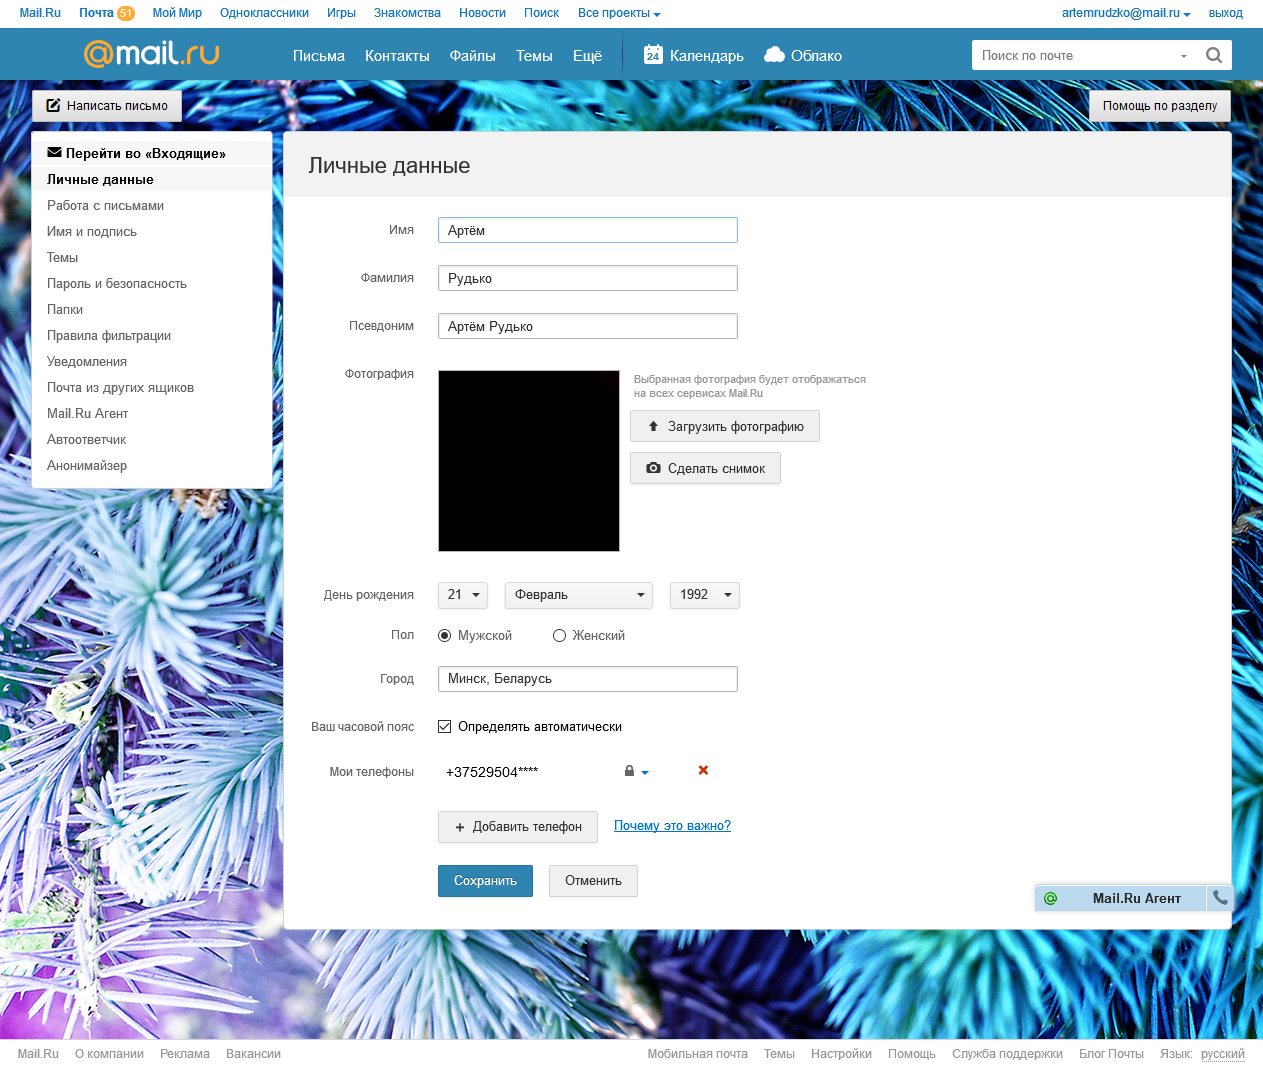 Mail.Ru Почта 51 Мой Мир Одноклассники Игры Знакомства Новости Поиск Все проекты artemrudzko@mail.ru выход
@mail.ru Письма Контакты Файлы Темы Ещё 24 Календарь Облако Поиск по почте
Написать письмо Помощь по разделу
Перейти во «Входящие»
Личные данные
Работа с письмами
Имя и подпись
Темы
Пароль и безопасность
Папки
Правила фильтрации
Уведомления
Почта из других ящиков
Mail.Ru Агент
Автоответчик
Анонимайзер
Личные данные
Имя Артём
Фамилия Рудько
Псевдоним Артём Рудько
Фотография
Выбранная фотография будет отображаться
на всех сервисах Mail.Ru
Загрузить фотографию
Сделать снимок
День рождения 21 Февраль 1992
Пол Мужской Женский
Город Минск, Беларусь
Ваш часовой пояс Определять автоматически
Мои телефоны +37529504****
+ Добавить телефон Почему это важно?
Сохранить Отменить
@ Mail.Ru Агент
Mail.Ru О компании Реклама Вакансии Мобильная почта Темы Настройки Помощь Служба поддержки Блог Почты Язык: русский